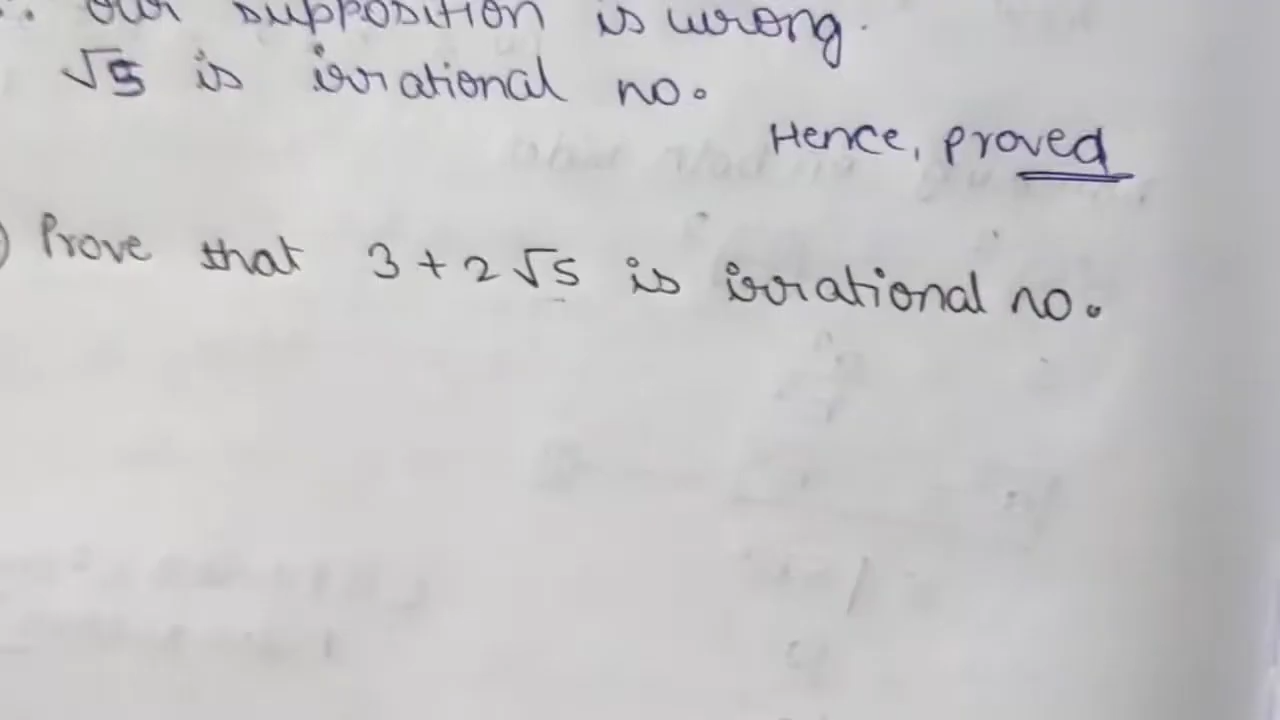 ∴ our supposition is wrong.
√5 is irrational no.
Hence, proved
) Prove that 3 + 2√5 is irrational no.